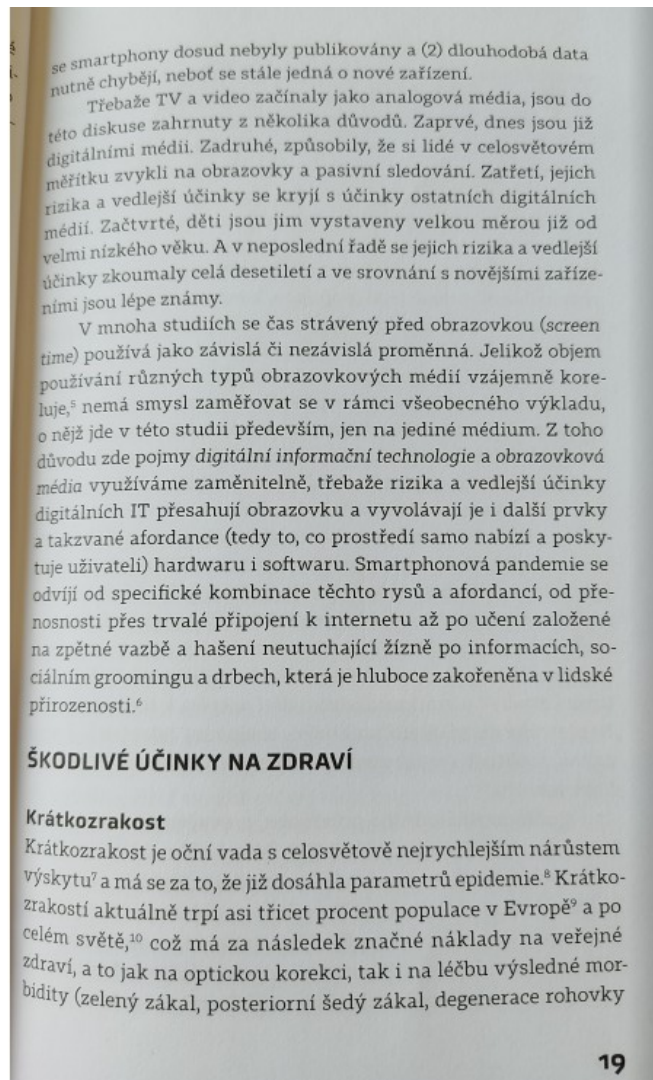 se smartphony dosud nebyly publikovány a (2) dlouhodobá data
nutně chybějí, neboť se stále jedná o nové zařízení.
Třebaže TV a video začínaly jako analogová média, jsou do
této diskuse zahrnuty z několika důvodů. Zaprvé, dnes jsou již
digitálními médii. Zadruhé, způsobily, že si lidé v celosvětovém
měřítku zvykli na obrazovky a pasivní sledování. Zatřetí, jejich
rizika a vedlejší účinky se kryjí s účinky ostatních digitálních
médií. Začtvrté, děti jsou jim vystaveny velkou měrou již od
velmi nízkého věku. A v neposlední řadě se jejich rizika a vedlejší
účinky zkoumaly celá desetiletí a ve srovnání s novějšími zaříze-
ními jsou lépe známy.
V mnoha studiích se čas strávený před obrazovkou (screen
time) používá jako závislá či nezávislá proměnná. Jelikož objem
používání různých typů obrazovkových médií vzájemně kore-
luje,⁵ nemá smysl zaměřovat se v rámci všeobecného výkladu,
o nějž jde v této studii především, jen na jediné médium. Z toho
důvodu zde pojmy digitální informační technologie a obrazovková
média využíváme zaměnitelně, třebaže rizika a vedlejší účinky
digitálních IT přesahují obrazovku a vyvolávají je i další prvky
a takzvané afordance (tedy to, co prostředí samo nabízí a posky-
tuje uživateli) hardwaru i softwaru. Smartphonová pandemie se
odvíjí od specifické kombinace těchto rysů a afordancí, od pře-
nosnosti přes trvalé připojení k internetu až po učení založené
na zpětné vazbě a hašení neutuchající žízně po informacích, so-
ciálním groomingu a drbech, která je hluboce zakořeněna v lidské
přirozenosti.⁶
ŠKODLIVÉ ÚČINKY NA ZDRAVÍ
Krátkozrakost
Krátkozrakost je oční vada s celosvětově nejrychlejším nárůstem
výskytu⁷ a má se za to, že již dosáhla parametrů epidemie.⁸ Krátko-
zrakostí aktuálně trpí asi třicet procent populace v Evropě⁹ a po
celém světě,¹⁰ což má za následek značné náklady na veřejné
zdraví, a to jak na optickou korekci, tak i na léčbu výsledné mor-
bidity (zelený zákal, posteriorní šedý zákal, degenerace rohovky
19